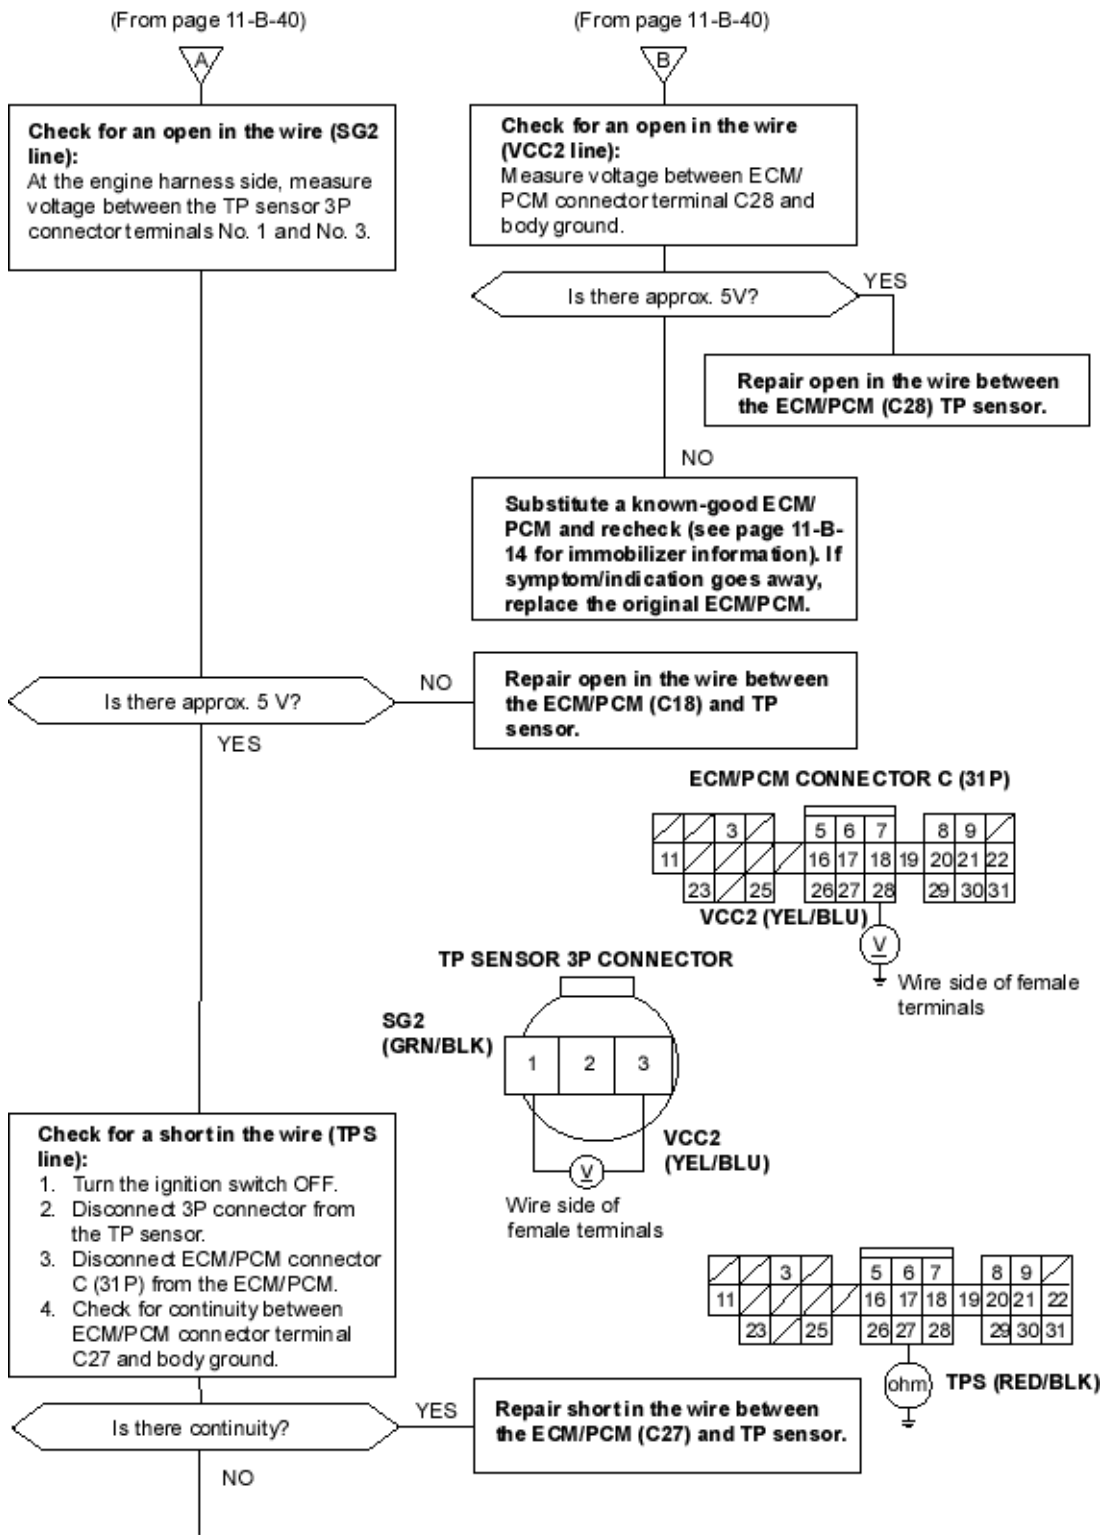 (From page 11-B-40)
A
Check for an open in the wire (SG2
line):
At the engine harness side, measure
voltage between the TP sensor 3P
connector terminals No. 1 and No. 3.
(From page 11-B-40)
B
Check for an open in the wire
(VCC2 line):
Measure voltage between ECM/
PCM connector terminal C28 and
body ground.
Is there approx. 5V?
YES
Repair open in the wire between
the ECM/PCM (C28) TP sensor.
NO
Substitute a known-good ECM/
PCM and recheck (see page 11-B-
14 for immobilizer information). If
symptom/indication goes away,
replace the original ECM/PCM.
Is there approx. 5 V?
NO
Repair open in the wire between
the ECM/PCM (C18) and TP
sensor.
YES
ECM/PCM CONNECTOR C (31P)
3 5 6 7 8 9
11 16 17 18 19 20 21 22
23 25 26 27 28 29 30 31
VCC2 (YEL/BLU)
V
Wire side of female
terminals
TP SENSOR 3P CONNECTOR
SG2
(GRN/BLK)
1 2 3
VCC2
(YEL/BLU)
V
Wire side of
female terminals
Check for a short in the wire (TPS
line):
1. Turn the ignition switch OFF.
2. Disconnect 3P connector from
the TP sensor.
3. Disconnect ECM/PCM connector
C (31P) from the ECM/PCM.
4. Check for continuity between
ECM/PCM connector terminal
C27 and body ground.
3 5 6 7 8 9
11 16 17 18 19 20 21 22
23 25 26 27 28 29 30 31
ohm
TPS (RED/BLK)
Is there continuity?
YES
Repair short in the wire between
the ECM/PCM (C27) and TP sensor.
NO